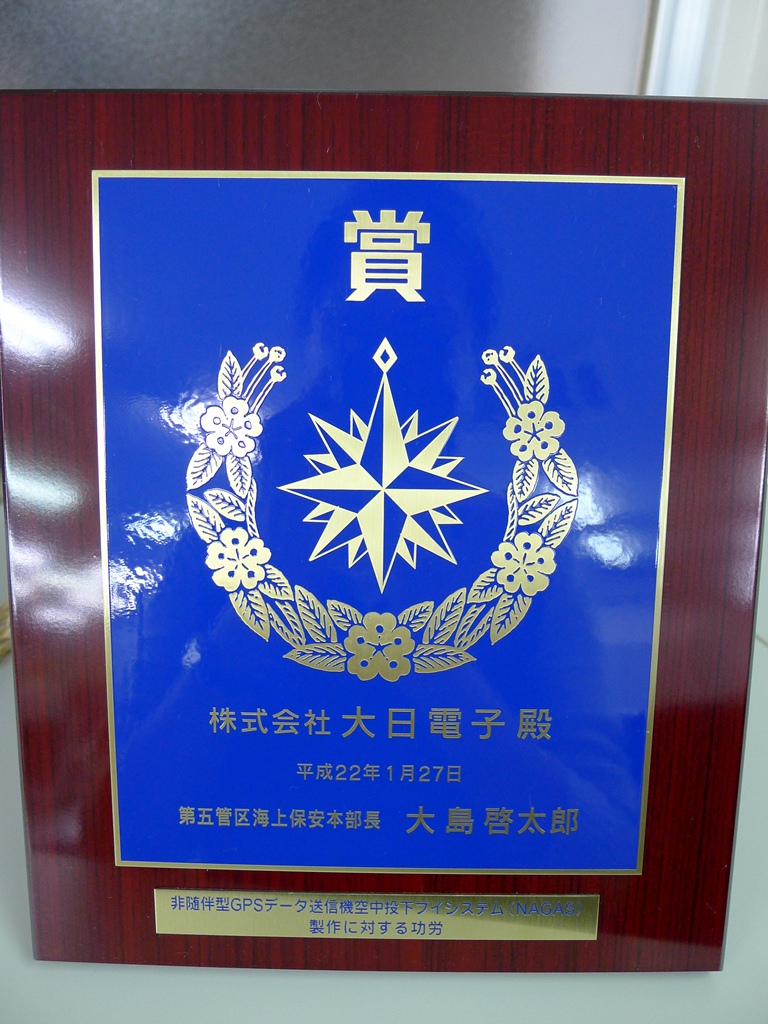 賞
株式会社 大日電子殿
平成22年1月27日
第五管区海上保安本部長 大島啓太郎
非随伴型GPSデータ送信機空中投下ブイシステム(NAGAS)
製作に対する功労